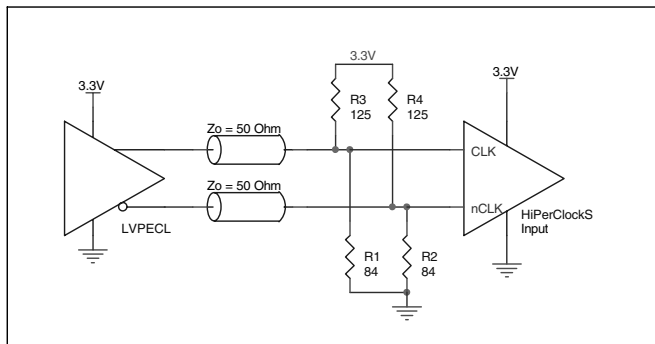 3.3V
3.3V
3.3V
R3
125
R4
125
Zo = 50 Ohm
CLK
Zo = 50 Ohm
nCLK
HiPerClockS
Input
LVPECL
R1
84
R2
84